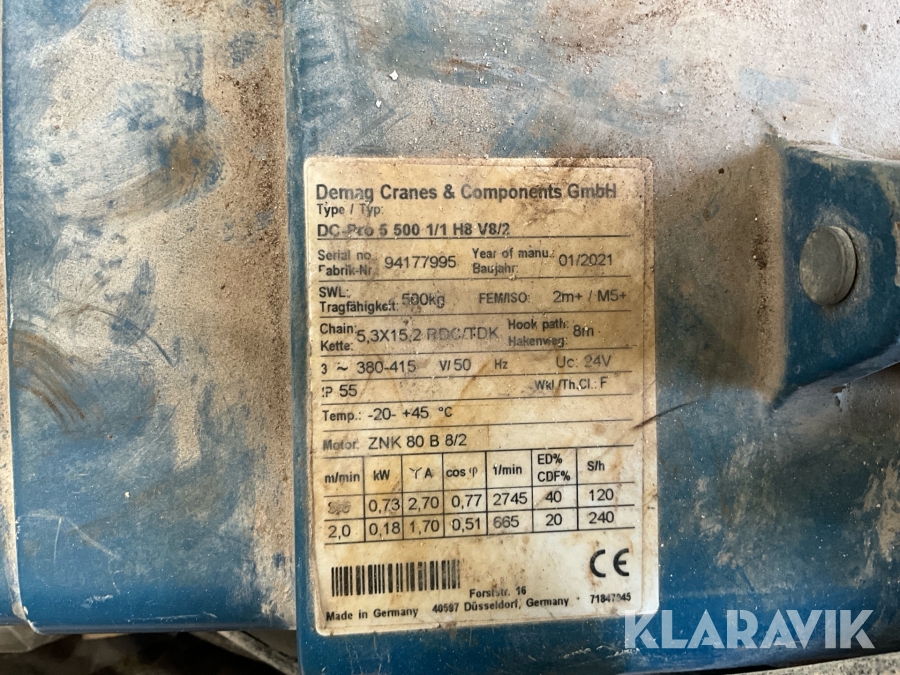 Demag Cranes & Components GmbH
Type / Typ:
DC-Pro 5 500 1/1 H8 V8/2
Serial no. 94177995 Year of manu.: 01/2021
Fabrik-Nr. Baujahr:
SWL: 500kg FEM/ISO: 2m+ / M5+
Tragfähigkeit:
Chain: 5,3X15,2 RDC/TDK Hook path: 8m
Kette: Hakenweg:
3 ~ 380-415 V/ 50 Hz Uc: 24V
IP 55 Wkl /Th.Cl.: F
Temp.: -20- +45 °C
Motor: ZNK 80 B 8/2
m/min kW Y A cos φ 1/min ED% CDF% S/h
0,73 2,70 0,77 2745 40 120
2,0 0,18 1,70 0,51 665 20 240
CE
Forststr. 16
Made in Germany 40597 Düsseldorf, Germany
KLARAVIK